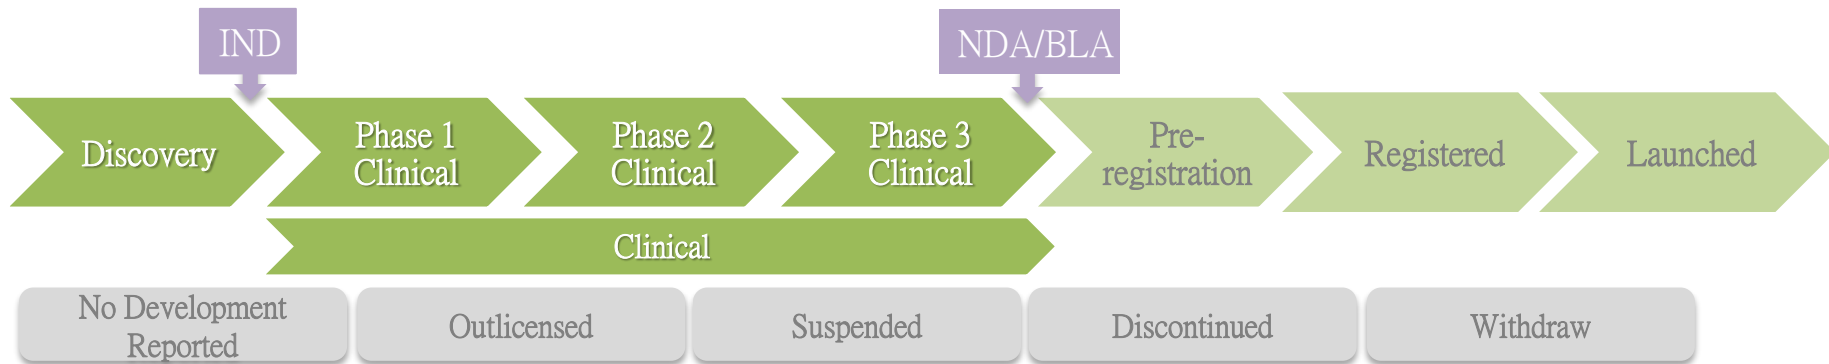 IND
NDA/BLA
Discovery
Phase 1
Clinical
Phase 2
Clinical
Phase 3
Clinical
Pre-
registration
Registered
Launched
Clinical
No Development
Reported
Outlicensed
Suspended
Discontinued
Withdraw